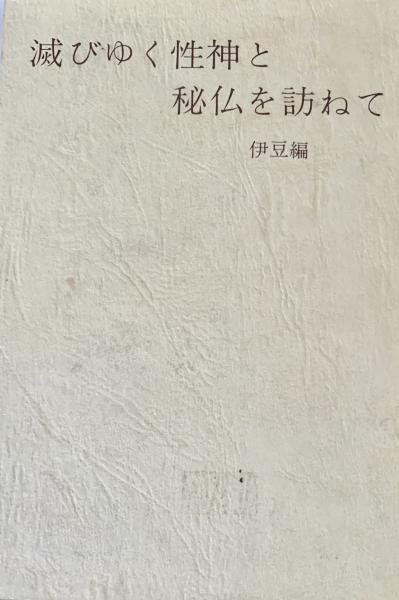 滅びゆく性神と
秘仏を訪ねて
伊豆編